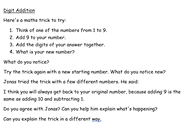 Digit Addition
Here's a maths trick to try:
1. Think of one of the numbers from 1 to 9.
2. Add 9 to your number.
3. Add the digits of your answer together.
4. What is your new number?
What do you notice?
Try the trick again with a new starting number. What do you notice now?
Jonas tried the trick with a few different numbers. He said:
I think you will always get back to your original number, because adding 9 is the
same as adding 10 and subtracting 1.
Do you agree with Jonas? Can you help him explain what's happening?
Can you explain the trick in a different way.